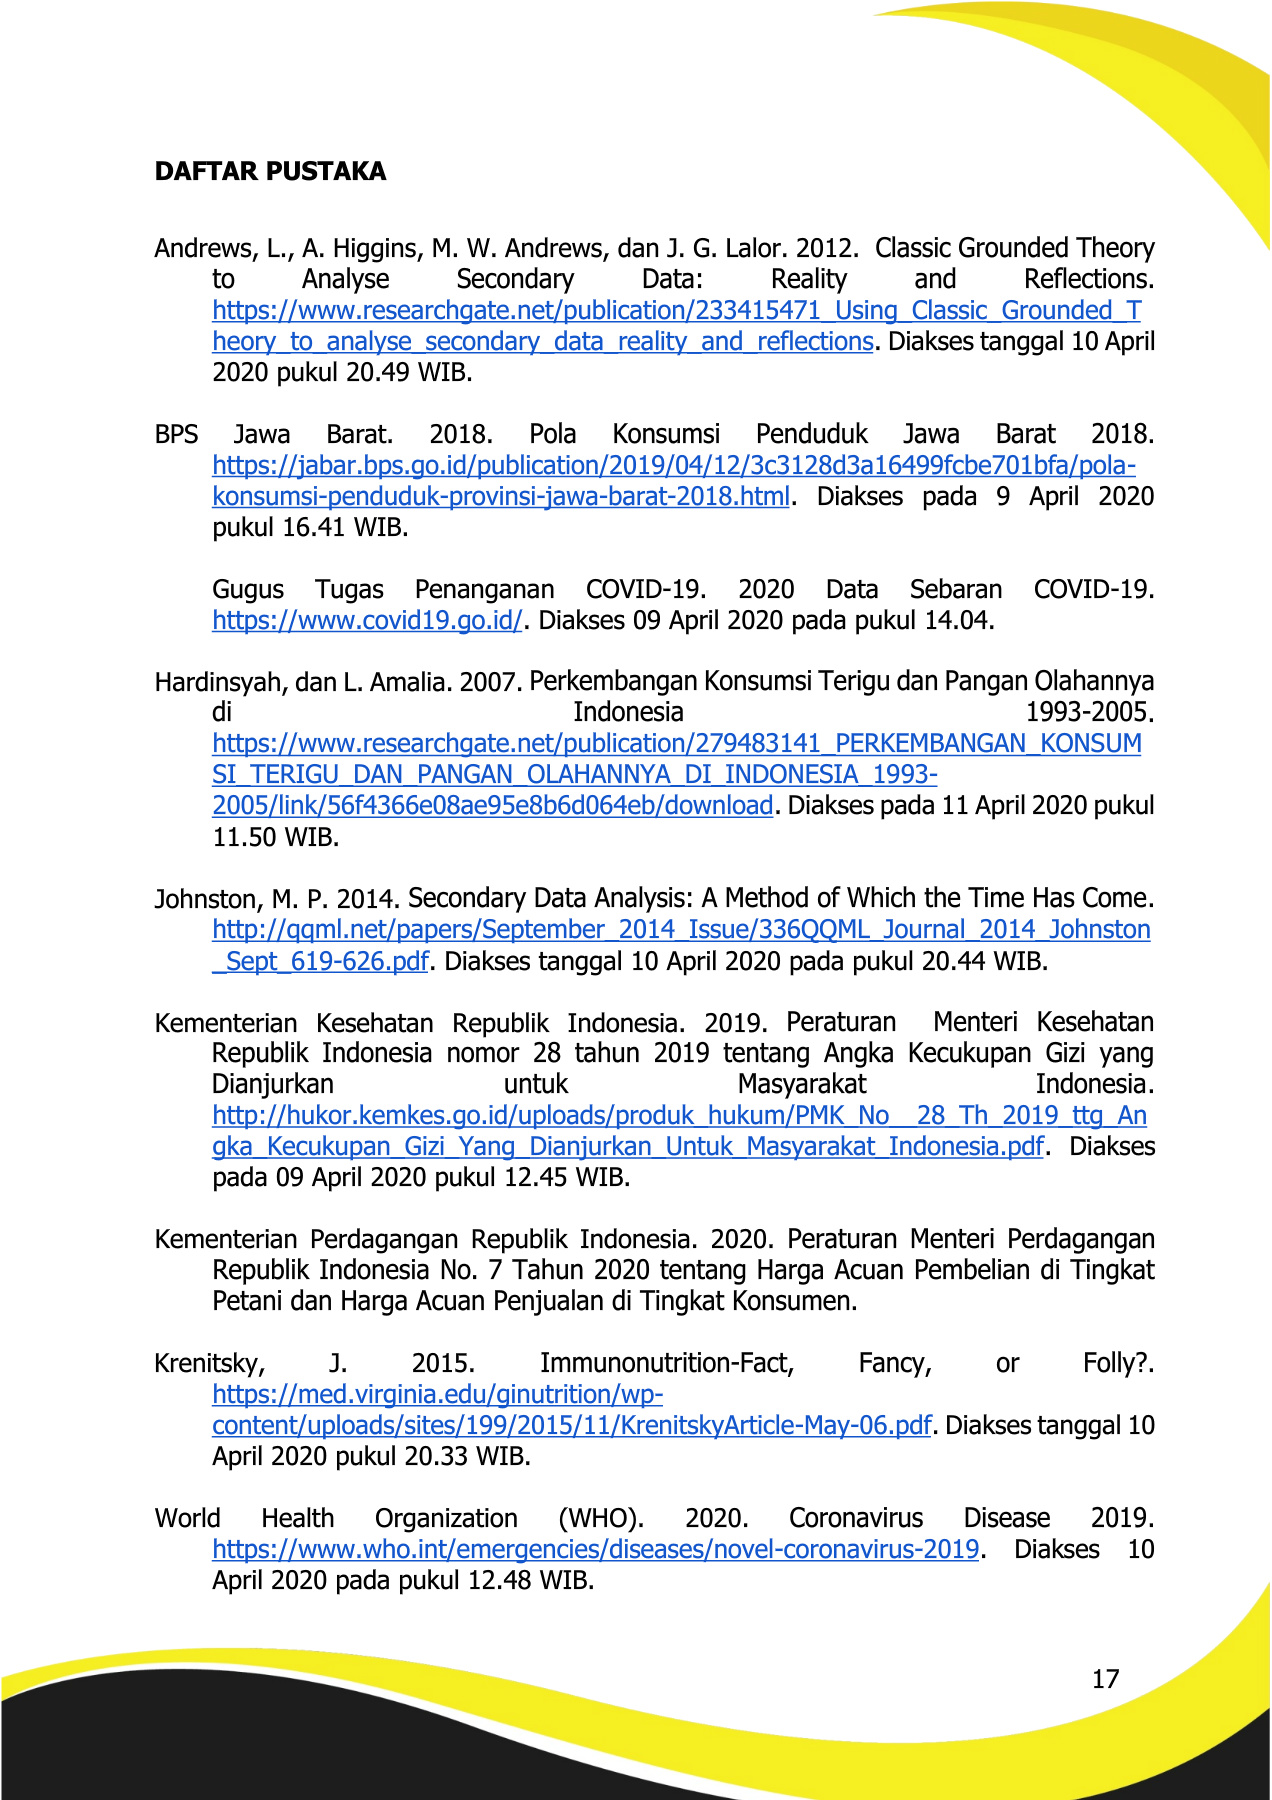 DAFTAR PUSTAKA
Andrews, L., A. Higgins, M. W. Andrews, dan J. G. Lalor. 2012. Classic Grounded Theory
to Analyse Secondary Data: Reality and Reflections.
https://www.researchgate.net/publication/233415471_Using_Classic_Grounded_T
heory_to_analyse_secondary_data_reality_and_reflections. Diakses tanggal 10 April
2020 pukul 20.49 WIB.
BPS Jawa Barat. 2018. Pola Konsumsi Penduduk Jawa Barat 2018.
https://jabar.bps.go.id/publication/2019/04/12/3c3128d3a16499fcbe701bfa/pola-
konsumsi-penduduk-provinsi-jawa-barat-2018.html. Diakses pada 9 April 2020
pukul 16.41 WIB.
Gugus Tugas Penanganan COVID-19. 2020 Data Sebaran COVID-19.
https://www.covid19.go.id/. Diakses 09 April 2020 pada pukul 14.04.
Hardinsyah, dan L. Amalia. 2007. Perkembangan Konsumsi Terigu dan Pangan Olahannya
di Indonesia 1993-2005.
https://www.researchgate.net/publication/279483141_PERKEMBANGAN_KONSUM
SI_TERIGU_DAN_PANGAN_OLAHANNYA_DI_INDONESIA_1993-
2005/link/56f4366e08ae95e8b6d064eb/download. Diakses pada 11 April 2020 pukul
11.50 WIB.
Johnston, M. P. 2014. Secondary Data Analysis: A Method of Which the Time Has Come.
http://qqml.net/papers/September_2014_Issue/336QQML_Journal_2014_Johnston
_Sept_619-626.pdf. Diakses tanggal 10 April 2020 pada pukul 20.44 WIB.
Kementerian Kesehatan Republik Indonesia. 2019. Peraturan Menteri Kesehatan
Republik Indonesia nomor 28 tahun 2019 tentang Angka Kecukupan Gizi yang
Dianjurkan untuk Masyarakat Indonesia.
http://hukor.kemkes.go.id/uploads/produk_hukum/PMK_No__28_Th_2019_ttg_An
gka_Kecukupan_Gizi_Yang_Dianjurkan_Untuk_Masyarakat_Indonesia.pdf. Diakses
pada 09 April 2020 pukul 12.45 WIB.
Kementerian Perdagangan Republik Indonesia. 2020. Peraturan Menteri Perdagangan
Republik Indonesia No. 7 Tahun 2020 tentang Harga Acuan Pembelian di Tingkat
Petani dan Harga Acuan Penjualan di Tingkat Konsumen.
Krenitsky, J. 2015. Immunonutrition-Fact, Fancy, or Folly?.
https://med.virginia.edu/ginutrition/wp-
content/uploads/sites/199/2015/11/KrenitskyArticle-May-06.pdf. Diakses tanggal 10
April 2020 pukul 20.33 WIB.
World Health Organization (WHO). 2020. Coronavirus Disease 2019.
https://www.who.int/emergencies/diseases/novel-coronavirus-2019. Diakses 10
April 2020 pada pukul 12.48 WIB.
17